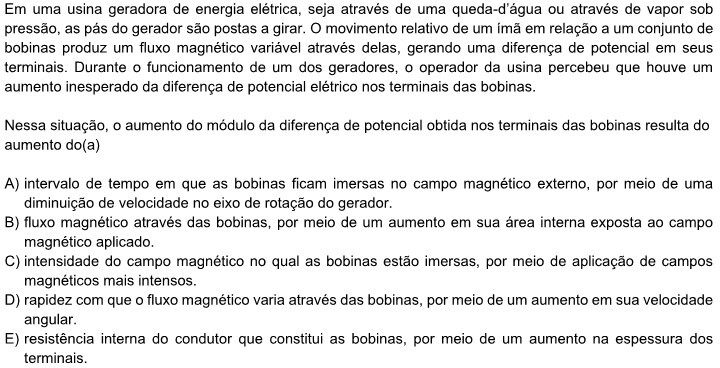 Em uma usina geradora de energia elétrica, seja através de uma queda-d'água ou através de vapor sob
pressão, as pás do gerador são postas a girar. O movimento relativo de um ímã em relação a um conjunto de
bobinas produz um fluxo magnético variável através delas, gerando uma diferença de potencial em seus
terminais. Durante o funcionamento de um dos geradores, o operador da usina percebeu que houve um
aumento inesperado da diferença de potencial elétrico nos terminais das bobinas.
Nessa situação, o aumento do módulo da diferença de potencial obtida nos terminais das bobinas resulta do
aumento do(a)
A) intervalo de tempo em que as bobinas ficam imersas no campo magnético externo, por meio de uma
diminuição de velocidade no eixo de rotação do gerador.
B) fluxo magnético através das bobinas, por meio de um aumento em sua área interna exposta ao campo
magnético aplicado.
C) intensidade do campo magnético no qual as bobinas estão imersas, por meio de aplicação de campos
magnéticos mais intensos.
D) rapidez com que o fluxo magnético varia através das bobinas, por meio de um aumento em sua velocidade
angular.
E) resistência interna do condutor que constitui as bobinas, por meio de um aumento na espessura dos
terminais.